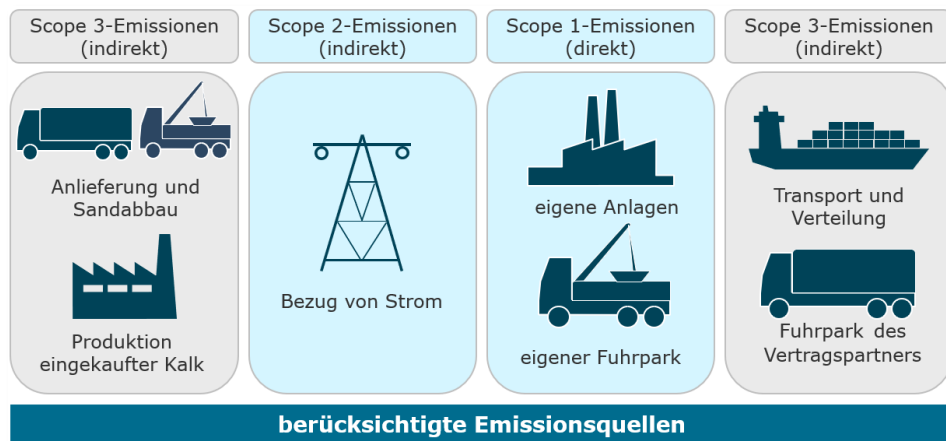 Scope 3-Emissionen
(indirekt)
Scope 2-Emissionen
(indirekt)
Scope 1-Emissionen
(direkt)
Scope 3-Emissionen
(indirekt)
Anlieferung und
Sandabbau
Produktion
eingekaufter Kalk
Bezug von Strom
eigene Anlagen
eigener Fuhrpark
Transport und
Verteilung
Fuhrpark des
Vertragspartners
berücksichtigte Emissionsquellen